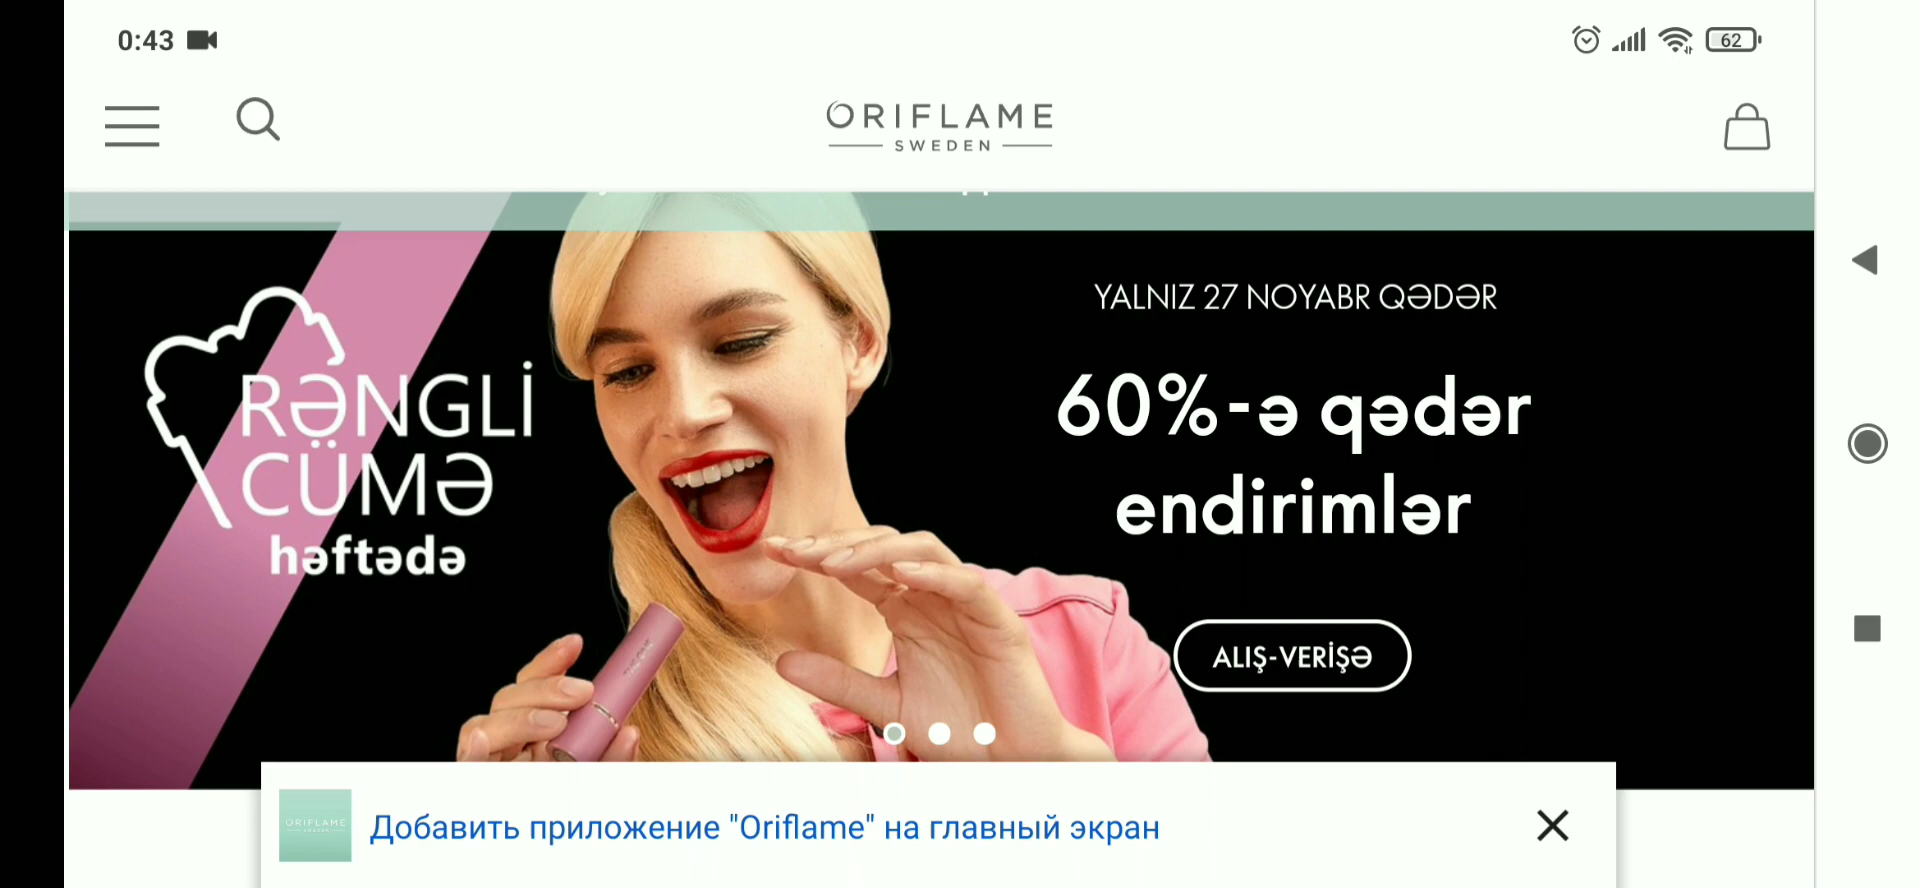 0:43
62
ORIFLAME
SWEDEN
YALNIZ 27 NOYABR QƏDƏR
RƏNGLİ
CÜMƏ
həftədə
60%-ə qədər
endirimlər
ALIŞ-VERİŞƏ
ORIFLAME
SWEDEN
Добавить приложение "Oriflame" на главный экран